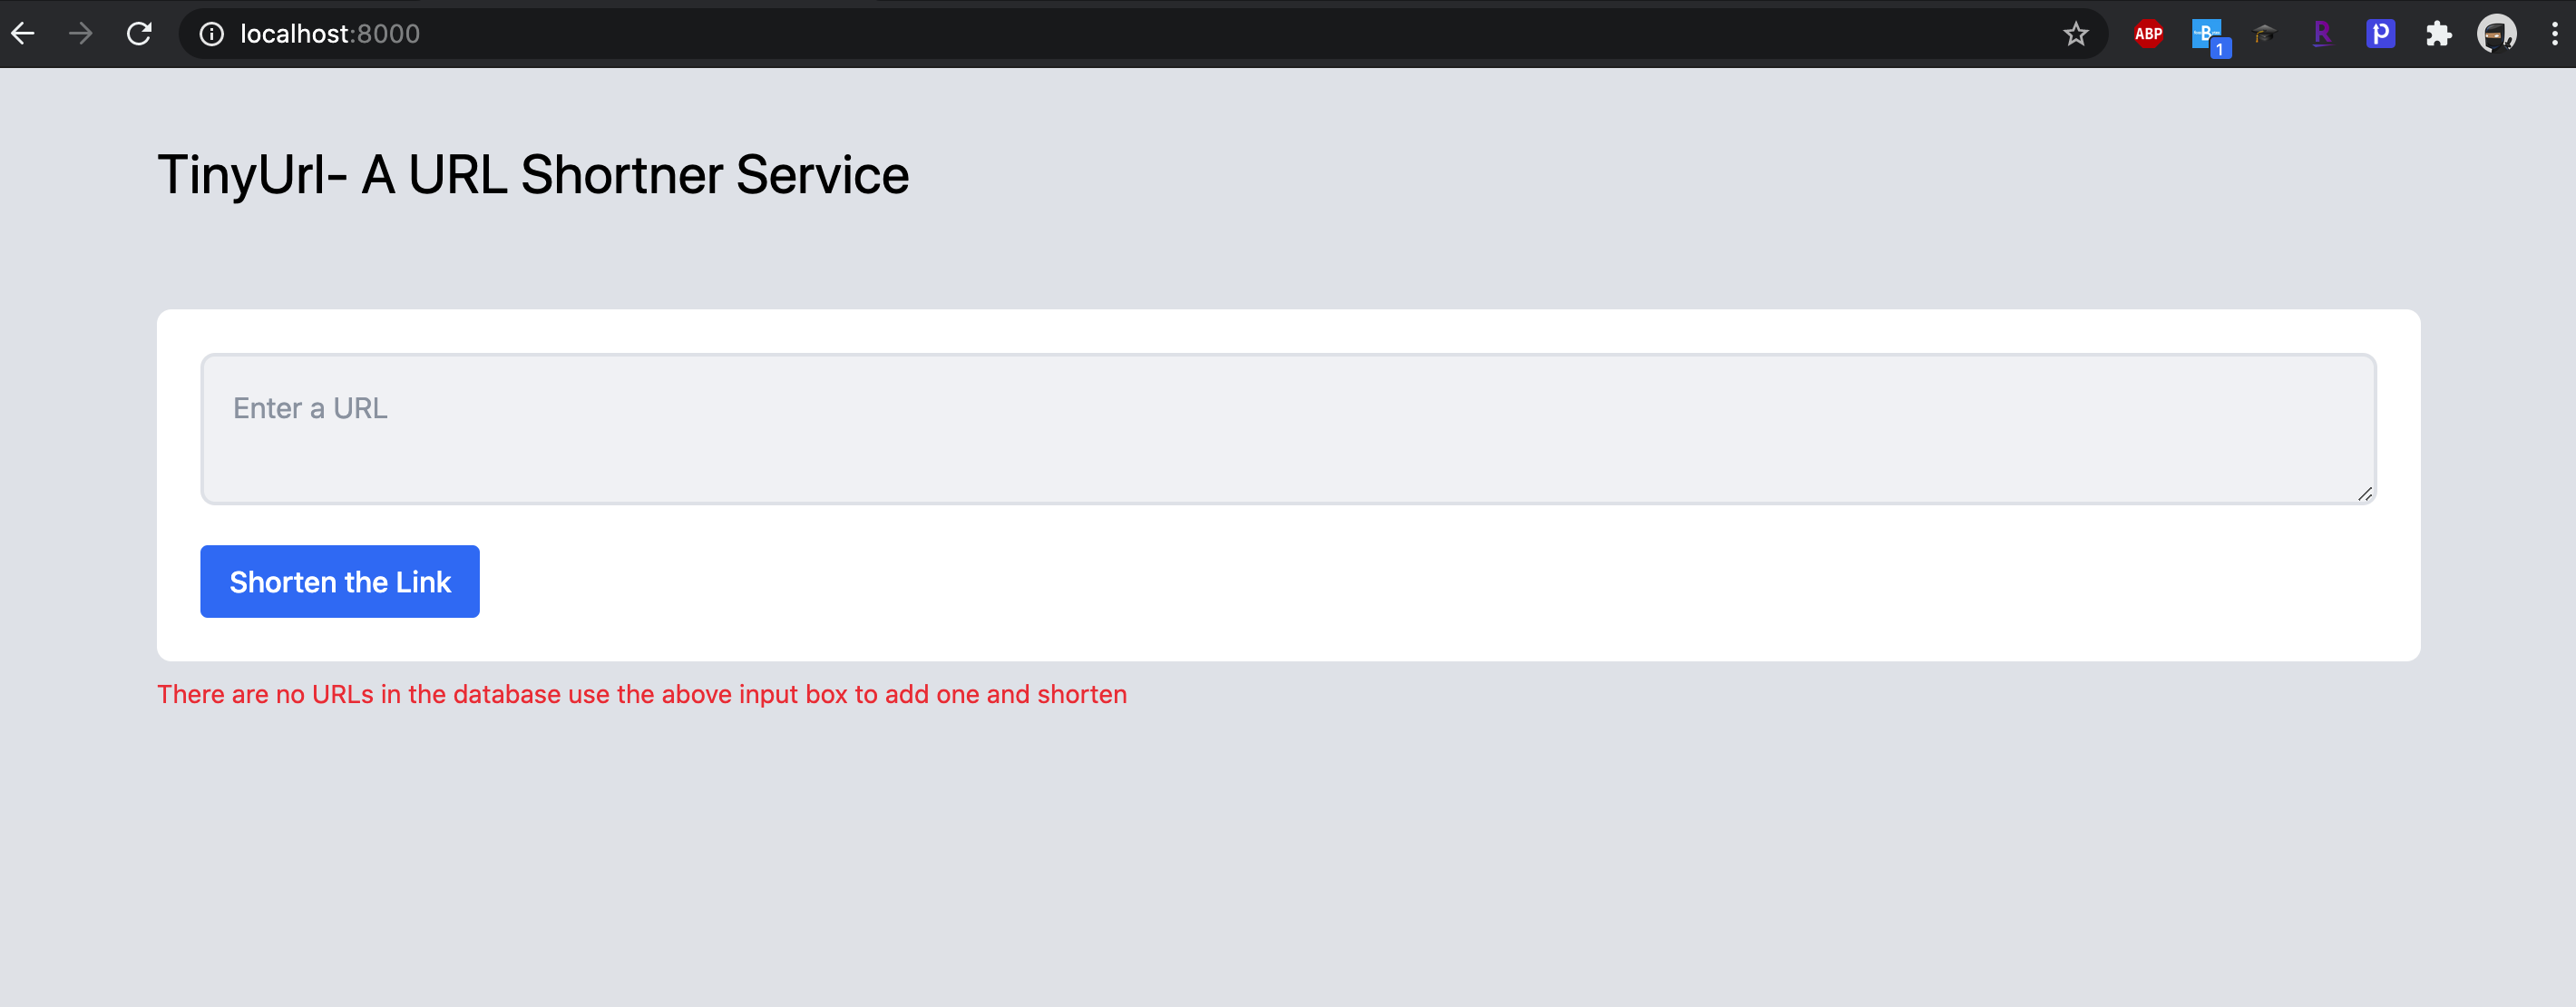 localhost:8000
ABP
B
1
R
p
TinyUrl- A URL Shortner Service
Enter a URL
Shorten the Link
There are no URLs in the database use the above input box to add one and shorten